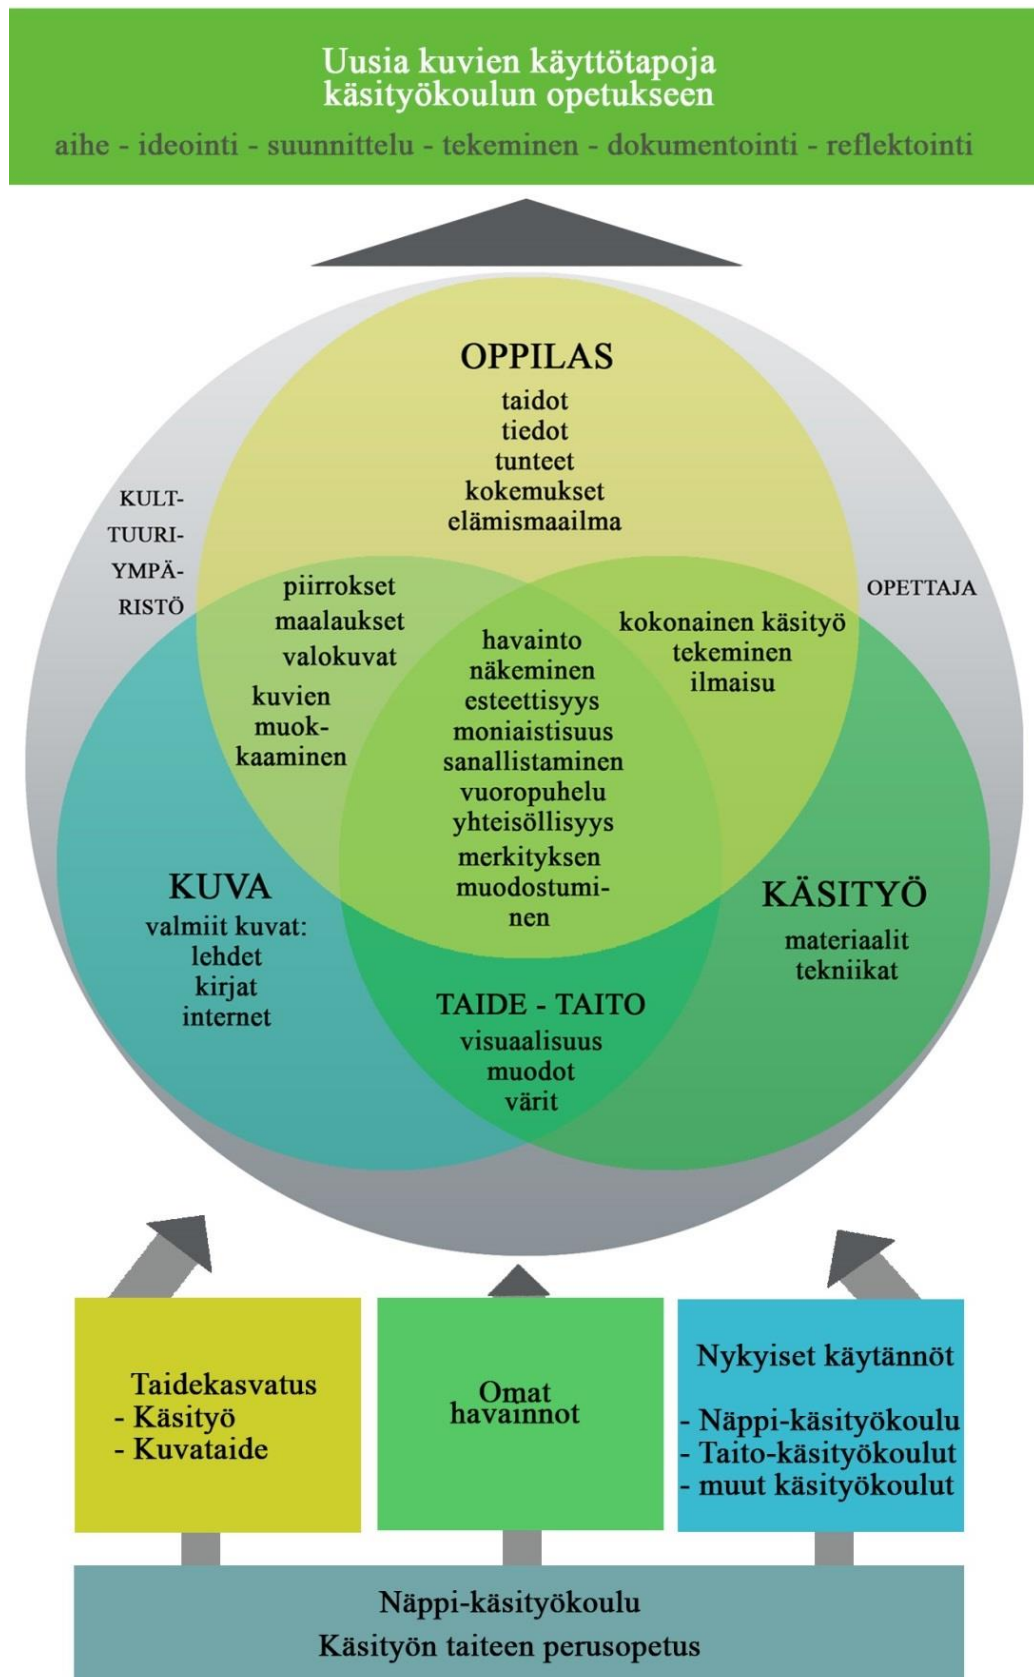 Uusia kuvien käyttötapoja
käsityökoulun opetukseen
aihe - ideointi - suunnittelu - tekeminen - dokumentointi - reflektointi
OPPILAS
taidot
tiedot
tunteet
kokemukset
elämismaailma
KULT-
TUURI-
YMPÄ-
RISTÖ
OPETTAJA
piirrokset
maalaukset
valokuvat
kuvien
muok-
kaaminen
havainto
näkeminen
esteettisyys
moniaistisuus
sanallistaminen
vuoropuhelu
yhteisöllisyys
merkityksen
muodostumi-
nen
kokonainen käsityö
tekeminen
ilmaisu
KUVA
valmiit kuvat:
lehdet
kirjat
internet
KÄSITYÖ
materiaalit
tekniikat
TAIDE - TAITO
visuaalisuus
muodot
värit
Taidekasvatus
- Käsityö
- Kuvataide
Omat
havainnot
Nykyiset käytännöt
- Näppi-käsityökoulu
- Taito-käsityökoulut
- muut käsityökoulut
Näppi-käsityökoulu
Käsityön taiteen perusopetus